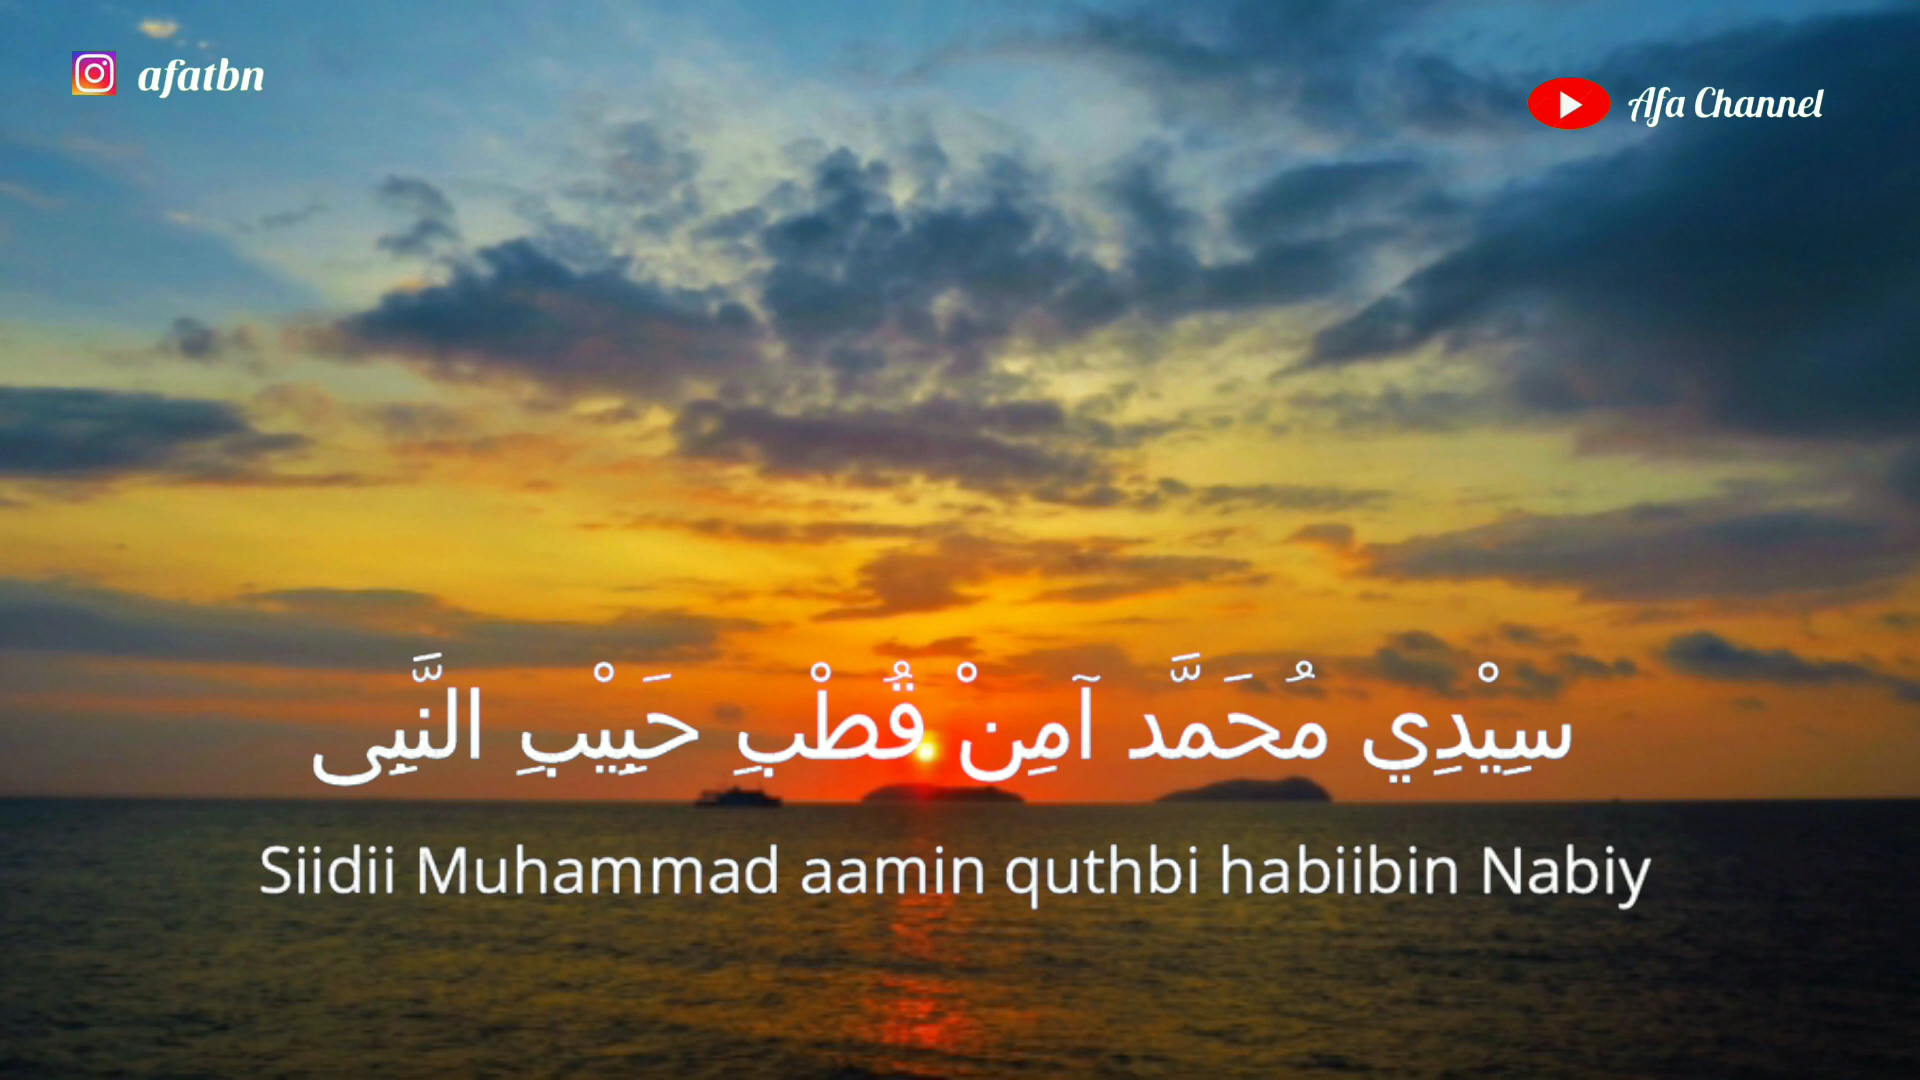 afatbn
Afa Channel
سِيْدِي مُحَمَّد آمِنْ قُطْبِ حَبِيْبِ النَّبِى
Siidii Muhammad aamin quthbi habiibin Nabiy